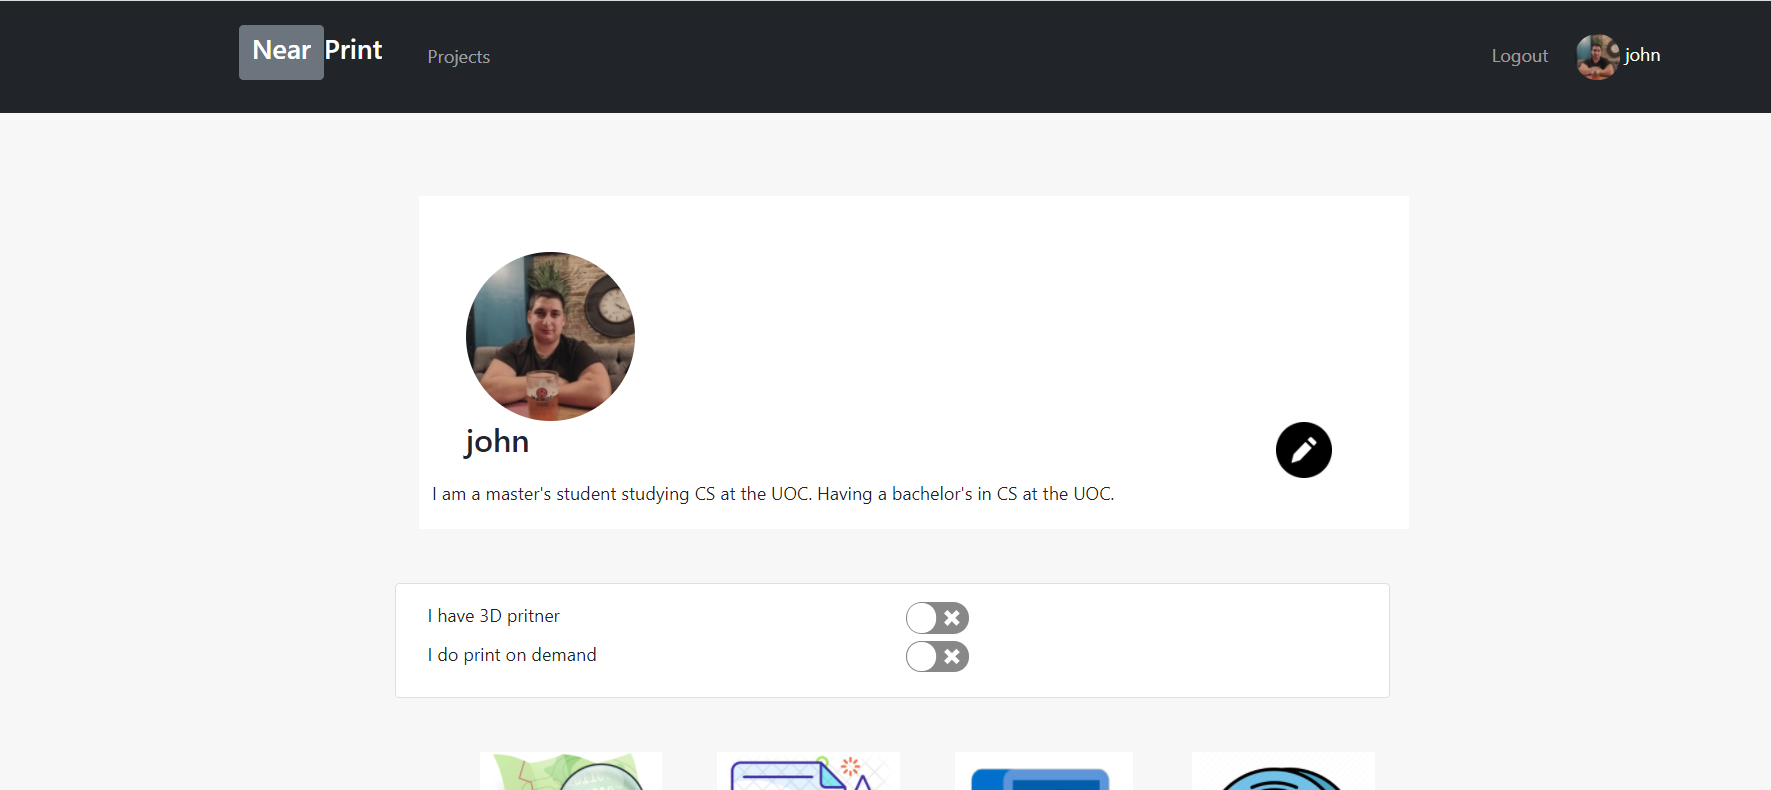 Near Print
Projects
Logout
john
john
I am a master's student studying CS at the UOC. Having a bachelor's in CS at the UOC.
I have 3D pritner
I do print on demand